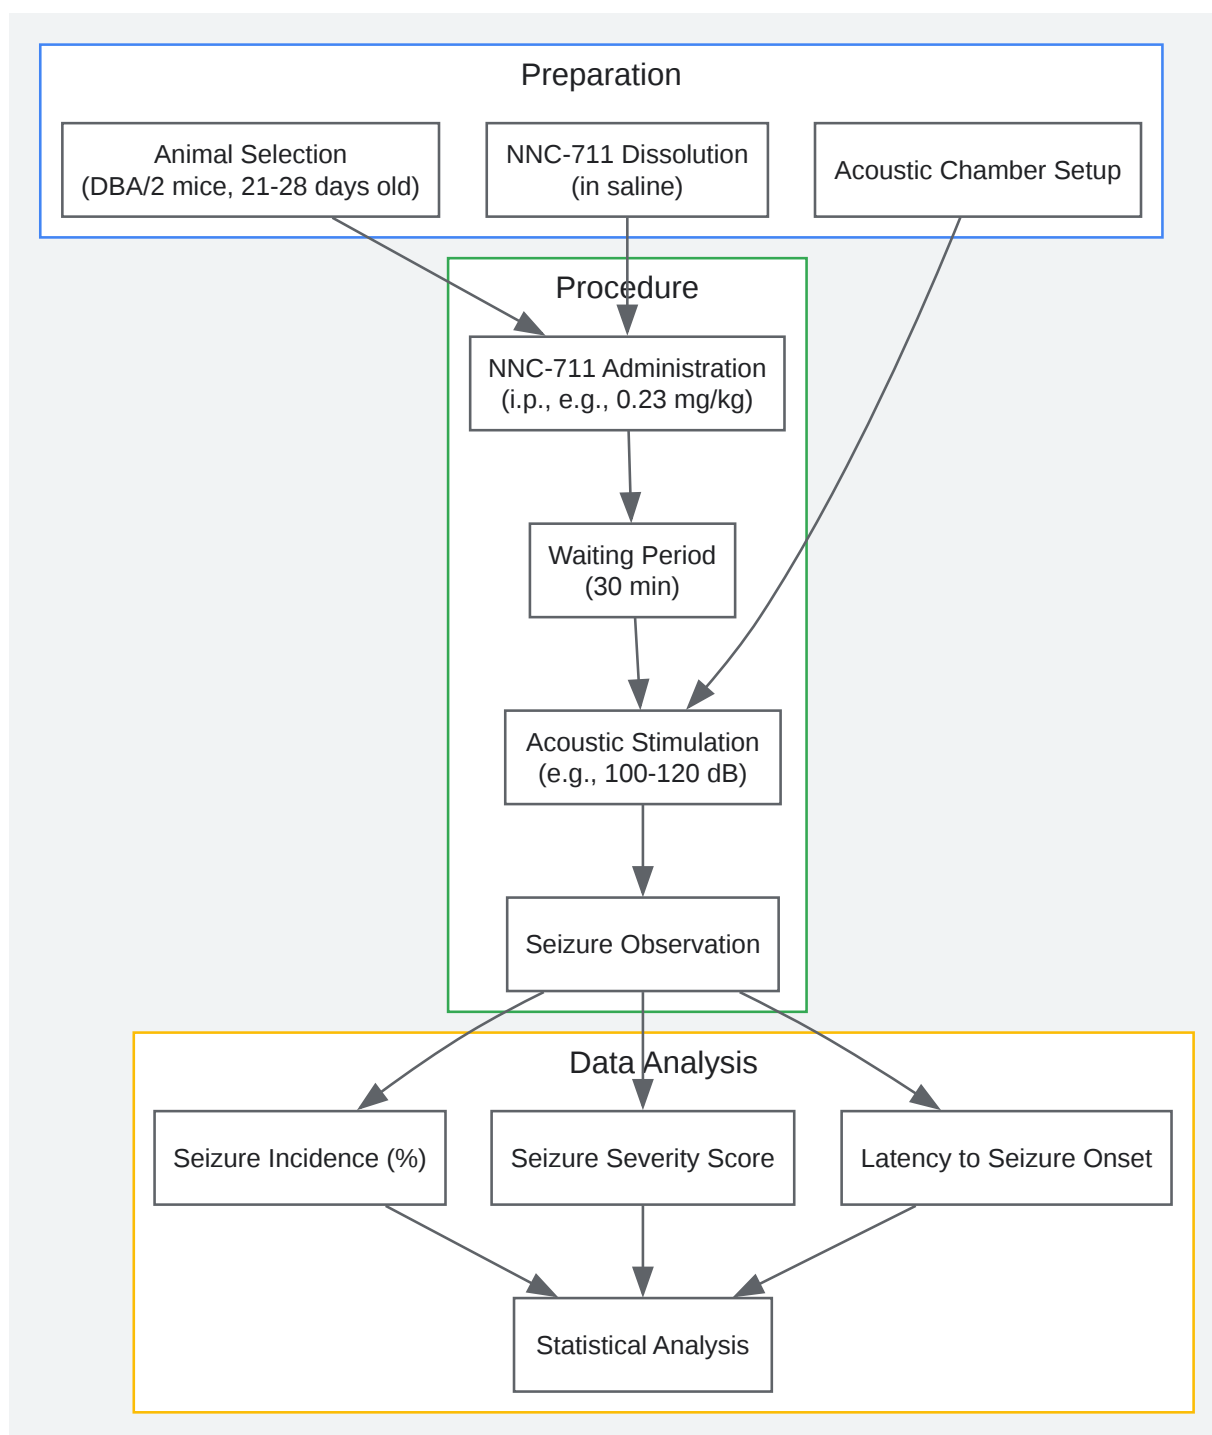 Preparation
Animal Selection
(DBA/2 mice, 21-28 days old)
NNC-711 Dissolution
(in saline)
Acoustic Chamber Setup
Procedure
NNC-711 Administration
(i.p., e.g., 0.23 mg/kg)
Waiting Period
(30 min)
Acoustic Stimulation
(e.g., 100-120 dB)
Seizure Observation
Data Analysis
Seizure Incidence (%)
Seizure Severity Score
Latency to Seizure Onset
Statistical Analysis